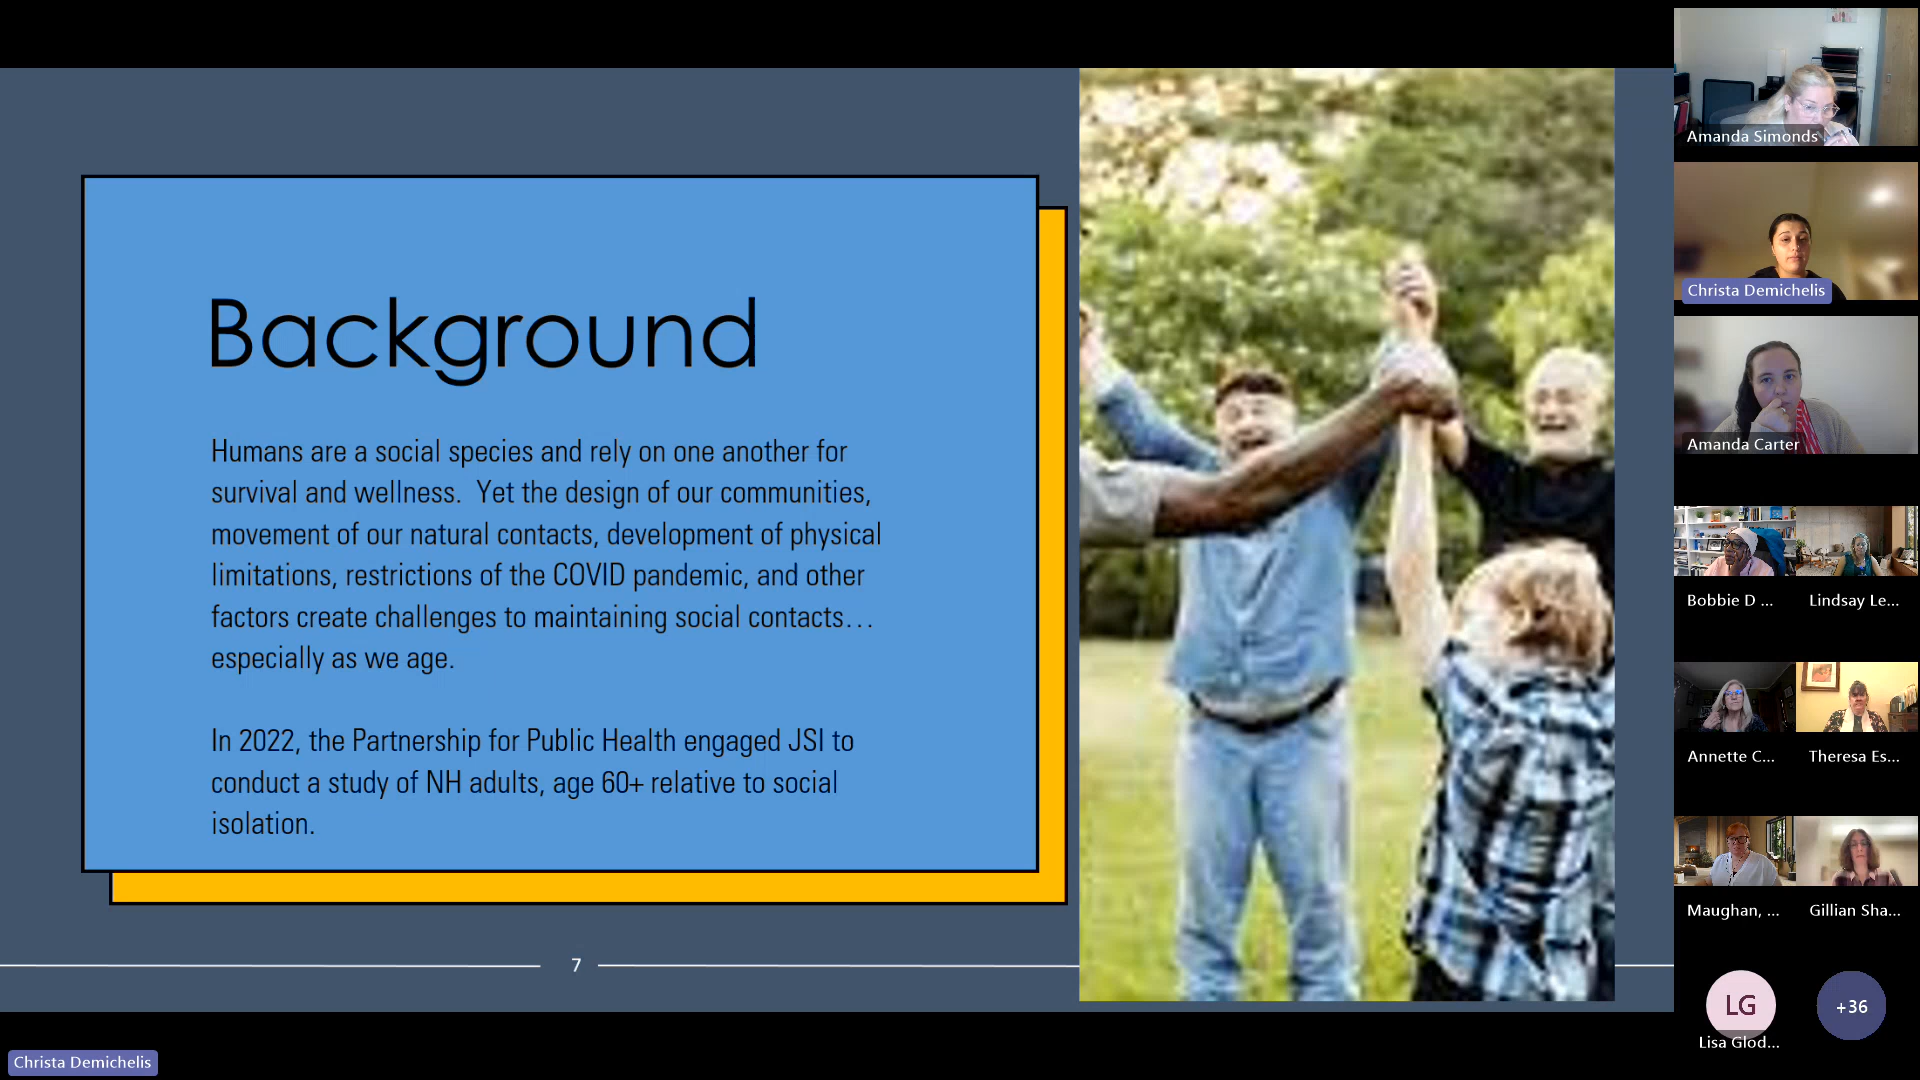 Background
Humans are a social species and rely on one another for
survival and wellness.  Yet the design of our communities,
movement of our natural contacts, development of physical
limitations, restrictions of the COVID pandemic, and other
factors create challenges to maintaining social contacts…
especially as we age.
In 2022, the Partnership for Public Health engaged JSI to
conduct a study of NH adults, age 60+ relative to social
isolation.
7
Christa Demichelis
Amanda Simonds
Christa Demichelis
Amanda Carter
Bobbie D ...
Lindsay Le...
Annette C...
Theresa Es...
Maughan, ...
Gillian Sha...
LG
Lisa Glod...
+36